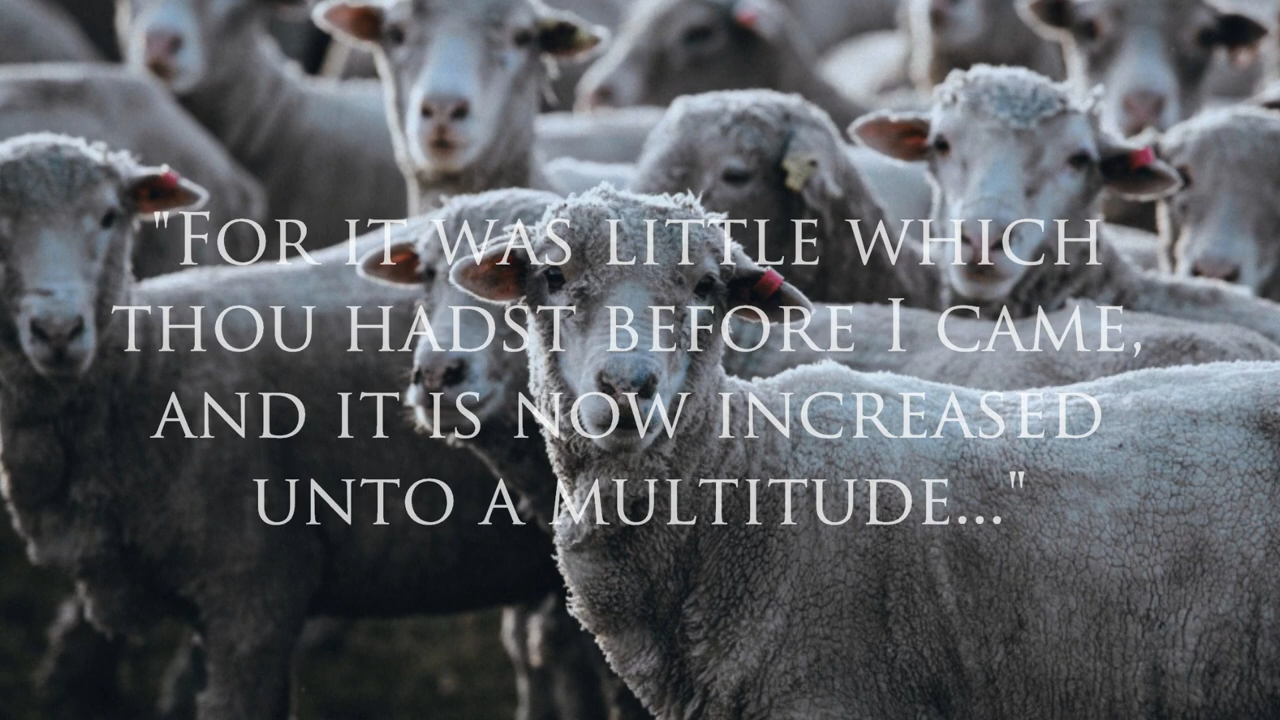 "For it was little which
thou hadst before I came,
and it is now increased
unto a multitude..."